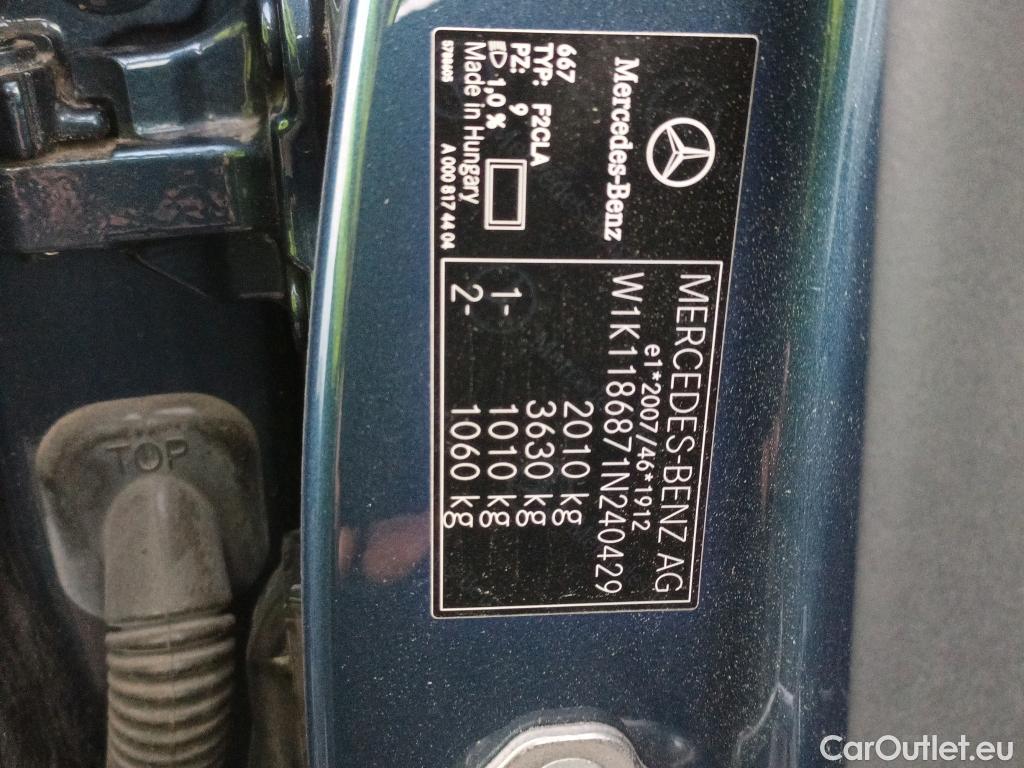 MERCEDES-BENZ AG
e1*2007/46*1912
W1K1186871N240429
2010 kg
3630 kg
1- 1010 kg
2- 1060 kg
Mercedes-Benz
667
TYP: F2CLA
PZ: 9
1,0 %
Made in Hungary
A 000 817 44 04
TOP
CarOutlet.eu